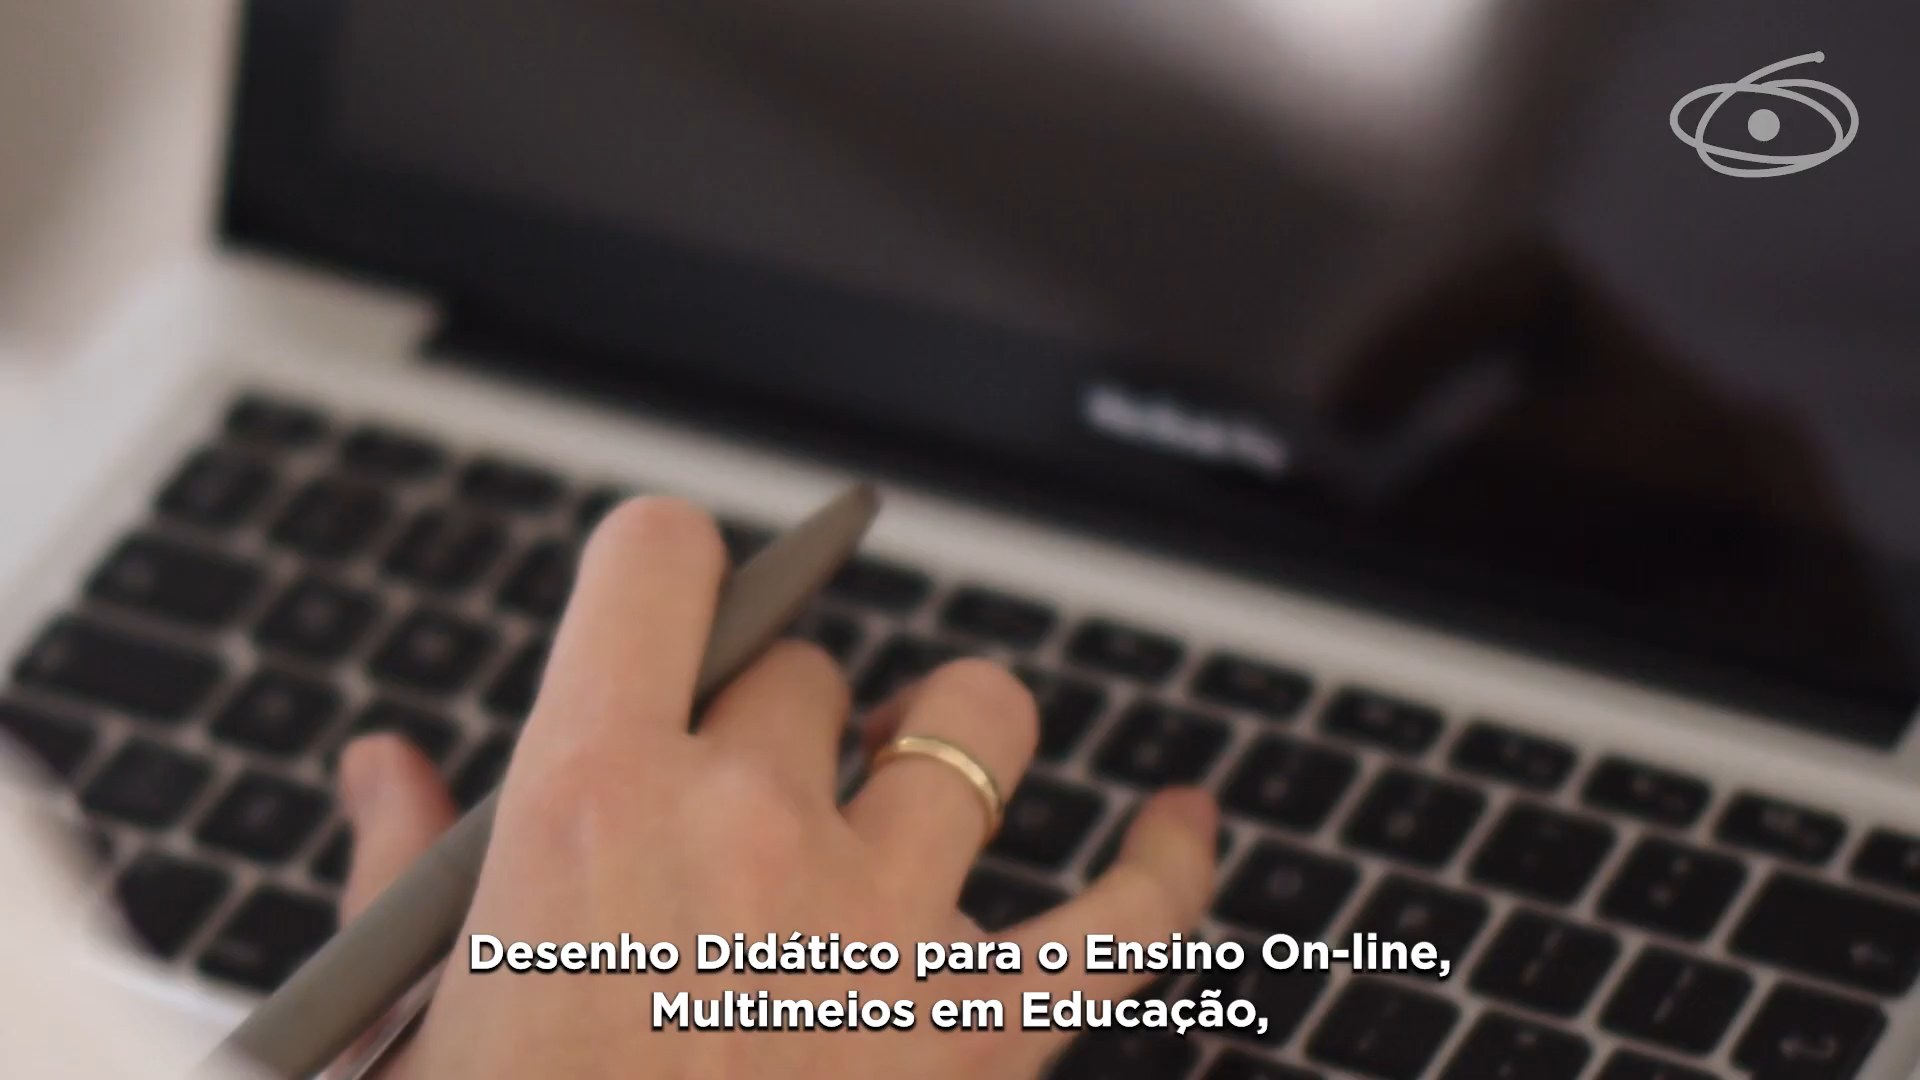 Desenho Didático para o Ensino On-line,
Multimeios em Educação,